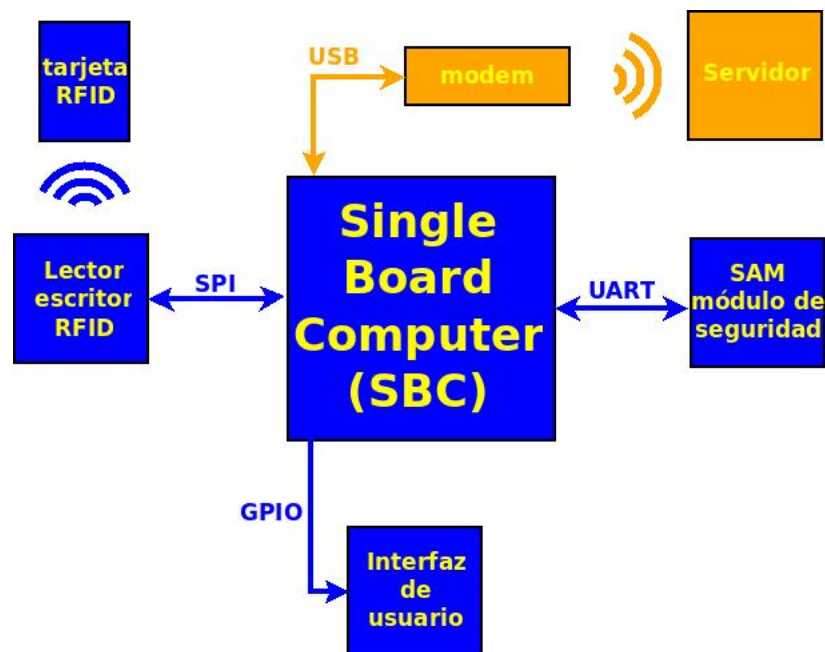 tarjeta
RFID
USB
modem
Servidor
Single
Board
Computer
(SBC)
Lector
escritor
RFID
SPI
UART
SAM
módulo de
seguridad
GPIO
Interfaz
de
usuario